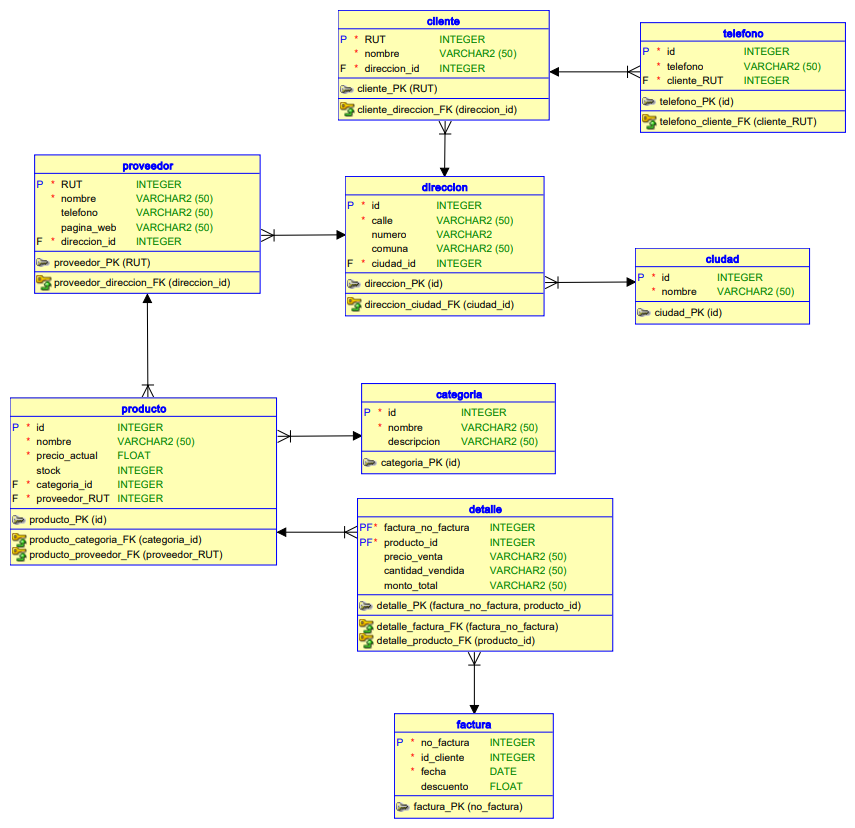 cliente
P * RUT INTEGER
* nombre VARCHAR2 (50)
F * direccion_id INTEGER
cliente_PK (RUT)
cliente_direccion_FK (direccion_id)
telefono
P * id INTEGER
* telefono VARCHAR2 (50)
F * cliente_RUT INTEGER
telefono_PK (id)
telefono_cliente_FK (cliente_RUT)
proveedor
P * RUT INTEGER
* nombre VARCHAR2 (50)
telefono VARCHAR2 (50)
pagina_web VARCHAR2 (50)
F * direccion_id INTEGER
proveedor_PK (RUT)
proveedor_direccion_FK (direccion_id)
direccion
P * id INTEGER
* calle VARCHAR2 (50)
numero VARCHAR2
comuna VARCHAR2 (50)
F * ciudad_id INTEGER
direccion_PK (id)
direccion_ciudad_FK (ciudad_id)
ciudad
P * id INTEGER
* nombre VARCHAR2 (50)
ciudad_PK (id)
producto
P * id INTEGER
* nombre VARCHAR2 (50)
* precio_actual FLOAT
stock INTEGER
F * categoria_id INTEGER
F * proveedor_RUT INTEGER
producto_PK (id)
producto_categoria_FK (categoria_id)
producto_proveedor_FK (proveedor_RUT)
categoria
P * id INTEGER
* nombre VARCHAR2 (50)
descripcion VARCHAR2 (50)
categoria_PK (id)
detalle
PF* factura_no_factura INTEGER
PF* producto_id INTEGER
precio_venta VARCHAR2 (50)
cantidad_vendida VARCHAR2 (50)
monto_total VARCHAR2 (50)
detalle_PK (factura_no_factura, producto_id)
detalle_factura_FK (factura_no_factura)
detalle_producto_FK (producto_id)
factura
P * no_factura INTEGER
* id_cliente INTEGER
* fecha DATE
descuento FLOAT
factura_PK (no_factura)